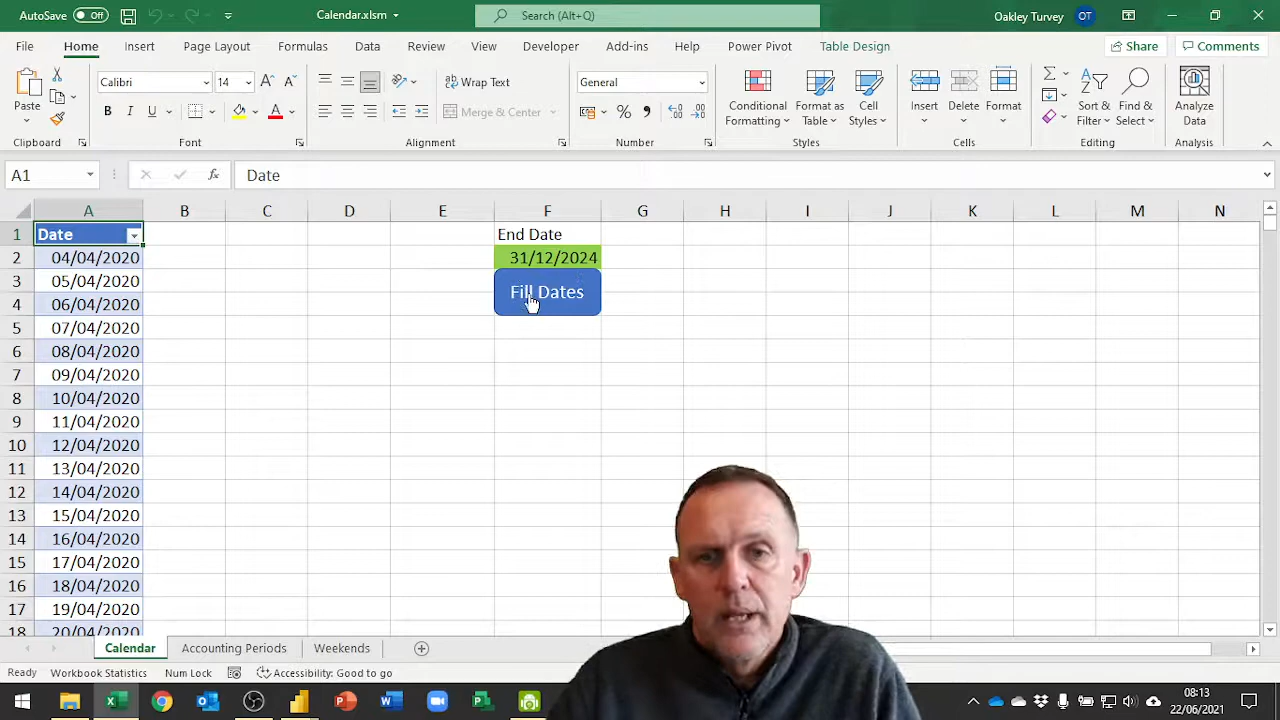 AutoSave Off
Calendar.xlsm
Search (Alt+Q)
Oakley Turvey OT
File Home Insert Page Layout Formulas Data Review View Developer Add-ins Help Power Pivot Table Design Share Comments
Paste
Calibri 14
B I U
Wrap Text
Merge & Center
General
Conditional Formatting
Format as Table
Cell Styles
Insert
Delete
Format
Sort & Filter
Find & Select
Analyze Data
Clipboard Font Alignment Number Styles Cells Editing Analysis
A1 fx Date
A B C D E F G H I J K L M N
1 Date End Date
2 04/04/2020 31/12/2024
3 05/04/2020
Fill Dates
4 06/04/2020
5 07/04/2020
6 08/04/2020
7 09/04/2020
8 10/04/2020
9 11/04/2020
10 12/04/2020
11 13/04/2020
12 14/04/2020
13 15/04/2020
14 16/04/2020
15 17/04/2020
16 18/04/2020
17 19/04/2020
18 20/04/2020
Calendar Accounting Periods Weekends
Ready Workbook Statistics Num Lock Accessibility: Good to go
08:13
22/06/2021